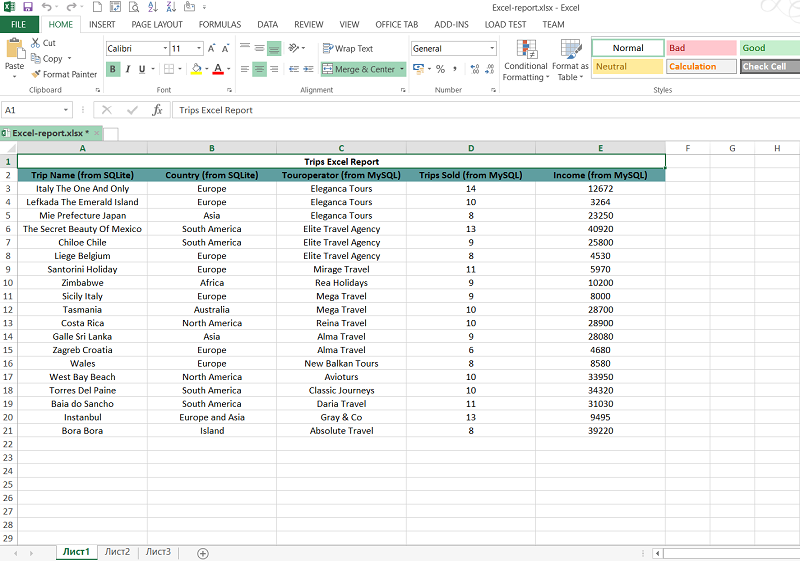 Excel-report.xlsx - Excel
FILE HOME INSERT PAGE LAYOUT FORMULAS DATA REVIEW VIEW OFFICE TAB ADD-INS LOAD TEST TEAM
Paste
Cut
Copy
Format Painter
Clipboard
Calibri 11
B I U
Font
Wrap Text
Merge & Center
Alignment
General
Number
Conditional Formatting
Format as Table
Normal Bad Good
Neutral Calculation Check Cell
Styles
A1 fx Trips Excel Report
Excel-report.xlsx *
A B C D E F G H
1 Trips Excel Report
2 Trip Name (from SQLite) Country (from SQLite) Touroperator (from MySQL) Trips Sold (from MySQL) Income (from MySQL)
3 Italy The One And Only Europe Eleganca Tours 14 12672
4 Lefkada The Emerald Island Europe Eleganca Tours 10 3264
5 Mie Prefecture Japan Asia Eleganca Tours 8 23250
6 The Secret Beauty Of Mexico South America Elite Travel Agency 13 40920
7 Chiloe Chile South America Elite Travel Agency 9 25800
8 Liege Belgium Europe Elite Travel Agency 8 4530
9 Santorini Holiday Europe Mirage Travel 11 5970
10 Zimbabwe Africa Rea Holidays 9 10200
11 Sicily Italy Europe Mega Travel 9 8000
12 Tasmania Australia Mega Travel 10 28700
13 Costa Rica North America Reina Travel 10 28900
14 Galle Sri Lanka Asia Alma Travel 9 28080
15 Zagreb Croatia Europe Alma Travel 6 4680
16 Wales Europe New Balkan Tours 8 8580
17 West Bay Beach North America Avioturs 10 33950
18 Torres Del Paine South America Classic Journeys 10 34320
19 Baia do Sancho South America Daria Travel 11 31030
20 Instanbul Europe and Asia Gray & Co 13 9495
21 Bora Bora Island Absolute Travel 8 39220
22
23
24
25
26
27
28
29
Лист1 Лист2 Лист3